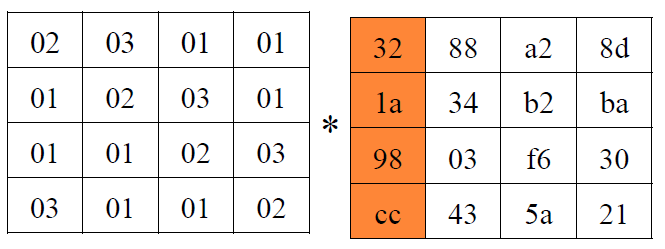 02 03 01 01
01 02 03 01
01 01 02 03
03 01 01 02
*
32 88 a2 8d
1a 34 b2 ba
98 03 f6 30
cc 43 5a 21